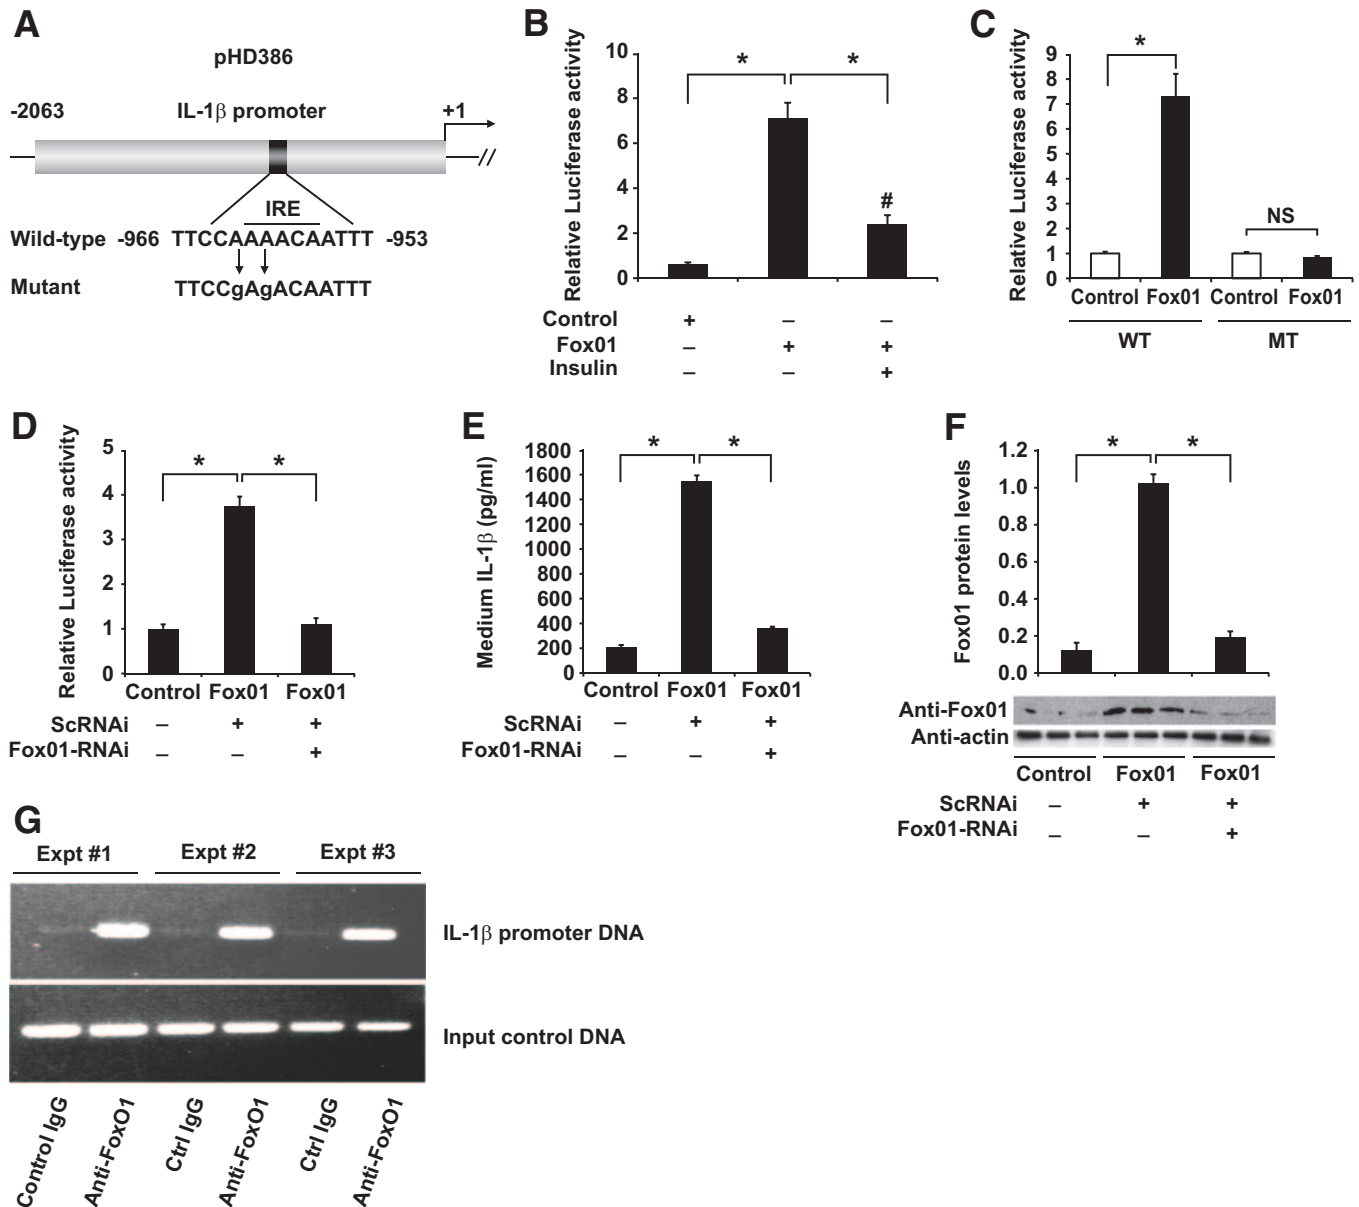 A
pHD386
-2063 IL-1β promoter +1
IRE
Wild-type -966 TTCCAAAACAATTT -953
Mutant TTCCgAgACAATTT
B
Relative Luciferase activity
10
8
6
4
2
0
* *
#
Control + – –
Fox01 – + +
Insulin – – +
C
Relative Luciferase activity
9
8
7
6
5
4
3
2
1
0
*
NS
Control Fox01 Control Fox01
WT MT
D
Relative Luciferase activity
5
4
3
2
1
0
* *
Control Fox01 Fox01
ScRNAi – + +
Fox01-RNAi – – +
E
Medium IL-1β (pg/ml)
1800
1600
1400
1200
1000
800
600
400
200
0
* *
Control Fox01 Fox01
ScRNAi – + +
– – +
F
Fox01 protein levels
1.2
1.0
0.8
0.6
0.4
0.2
0.0
* *
Anti-Fox01
Anti-actin
Control Fox01 Fox01
ScRNAi – + +
Fox01-RNAi – – +
G
Expt #1 Expt #2 Expt #3
IL-1β promoter DNA
Input control DNA
Control IgG
Anti-FoxO1
Ctrl IgG
Anti-FoxO1
Ctrl IgG
Anti-FoxO1